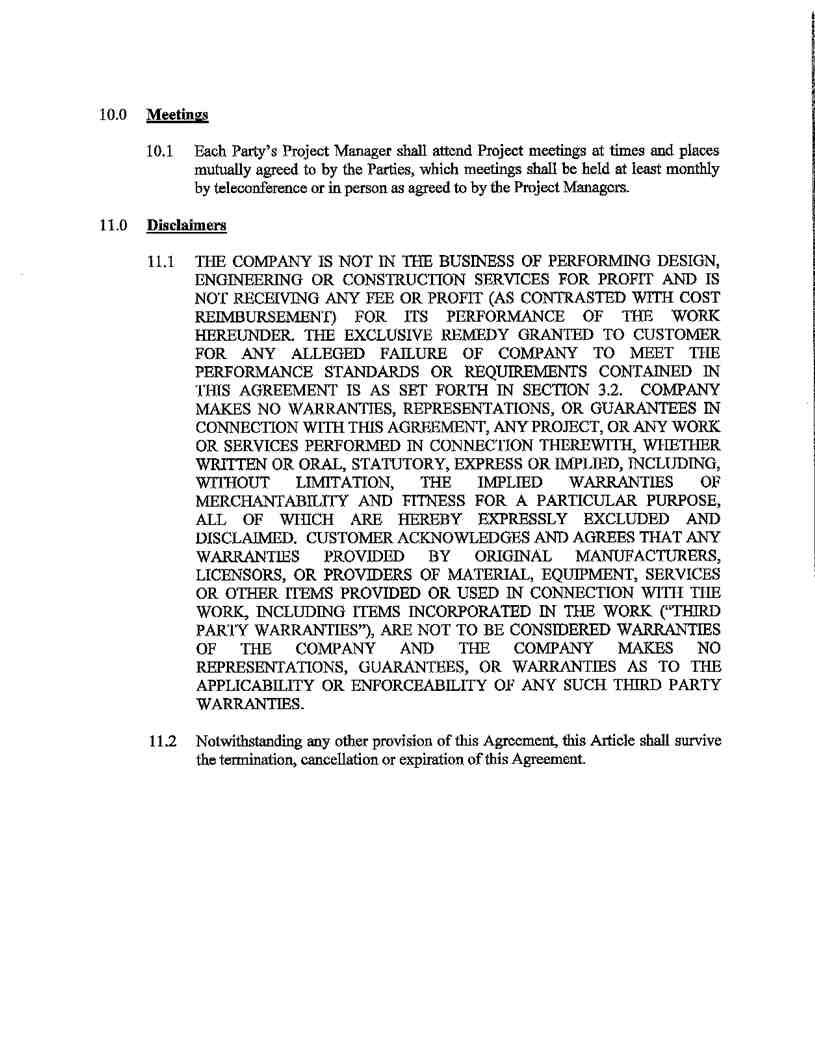 10.0 Meetings
10.1 Each Party's Project Manager shall attend Project meetings at times and places
mutually agreed to by the Parties, which meetings shall be held at least monthly
by teleconference or in person as agreed to by the Project Managers.
11.0 Disclaimers
11.1 THE COMPANY IS NOT IN THE BUSINESS OF PERFORMING DESIGN,
ENGINEERING OR CONSTRUCTION SERVICES FOR PROFIT AND IS
NOT RECEIVING ANY FEE OR PROFIT (AS CONTRASTED WITH COST
REIMBURSEMENT) FOR ITS PERFORMANCE OF THE WORK
HEREUNDER. THE EXCLUSIVE REMEDY GRANTED TO CUSTOMER
FOR ANY ALLEGED FAILURE OF COMPANY TO MEET THE
PERFORMANCE STANDARDS OR REQUIREMENTS CONTAINED IN
THIS AGREEMENT IS AS SET FORTH IN SECTION 3.2. COMPANY
MAKES NO WARRANTIES, REPRESENTATIONS, OR GUARANTEES IN
CONNECTION WITH THIS AGREEMENT, ANY PROJECT, OR ANY WORK
OR SERVICES PERFORMED IN CONNECTION THEREWITH, WHETHER
WRITTEN OR ORAL, STATUTORY, EXPRESS OR IMPLIED, INCLUDING,
WITHOUT LIMITATION, THE IMPLIED WARRANTIES OF
MERCHANTABILITY AND FITNESS FOR A PARTICULAR PURPOSE,
ALL OF WHICH ARE HEREBY EXPRESSLY EXCLUDED AND
DISCLAIMED. CUSTOMER ACKNOWLEDGES AND AGREES THAT ANY
WARRANTIES PROVIDED BY ORIGINAL MANUFACTURERS,
LICENSORS, OR PROVIDERS OF MATERIAL, EQUIPMENT, SERVICES
OR OTHER ITEMS PROVIDED OR USED IN CONNECTION WITH THE
WORK, INCLUDING ITEMS INCORPORATED IN THE WORK ("THIRD
PARTY WARRANTIES"), ARE NOT TO BE CONSIDERED WARRANTIES
OF THE COMPANY AND THE COMPANY MAKES NO
REPRESENTATIONS, GUARANTEES, OR WARRANTIES AS TO THE
APPLICABILITY OR ENFORCEABILITY OF ANY SUCH THIRD PARTY
WARRANTIES.
11.2 Notwithstanding any other provision of this Agreement, this Article shall survive
the termination, cancellation or expiration of this Agreement.